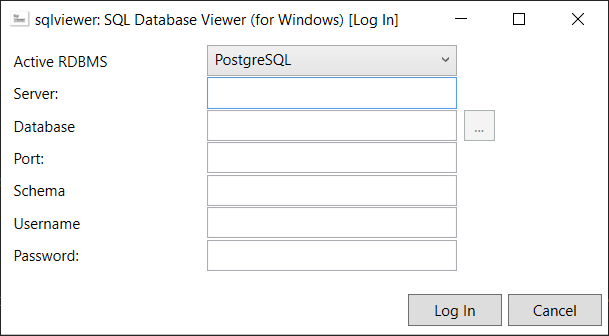 sqlviewer: SQL Database Viewer (for Windows) [Log In]
Active RDBMS PostgreSQL
Server:
Database ...
Port:
Schema
Username
Password:
Log In Cancel